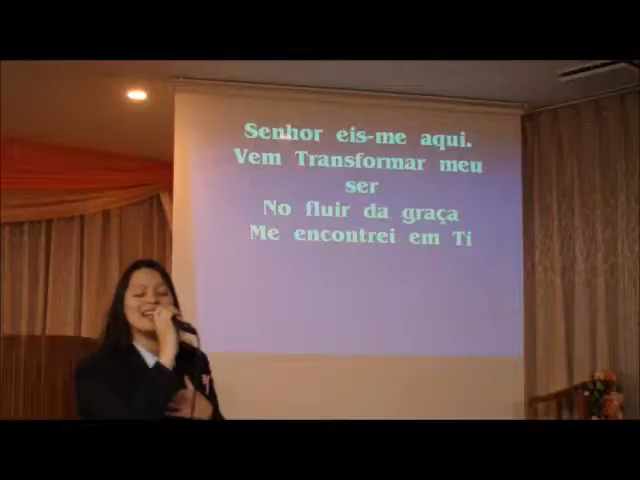 Senhor eis-me aqui.
Vem Transformar meu
ser
No fluir da graça
Me encontrei em Ti